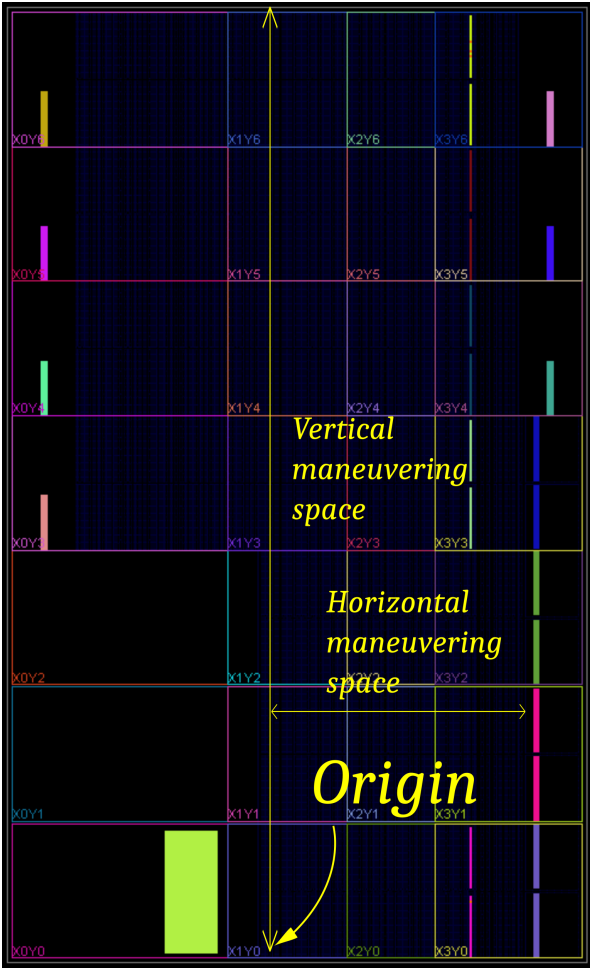 X0Y6 X1Y6 X2Y6 X3Y6
X0Y5 X1Y5 X2Y5 X3Y5
X0Y4 X1Y4 X2Y4 X3Y4
Vertical
maneuvering
space
X0Y3 X1Y3 X2Y3 X3Y3
Horizontal
maneuvering
space
X0Y2 X1Y2 X2Y2 X3Y2
Origin
X0Y1 X1Y1 X2Y1 X3Y1
X0Y0 X1Y0 X2Y0 X3Y0